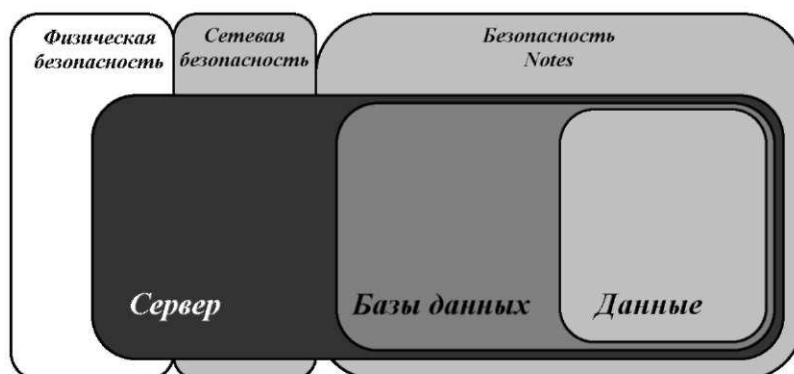 Физическая
безопасность
Сетевая
безопасность
Безопасность
Notes
Сервер
Базы данных
Данные